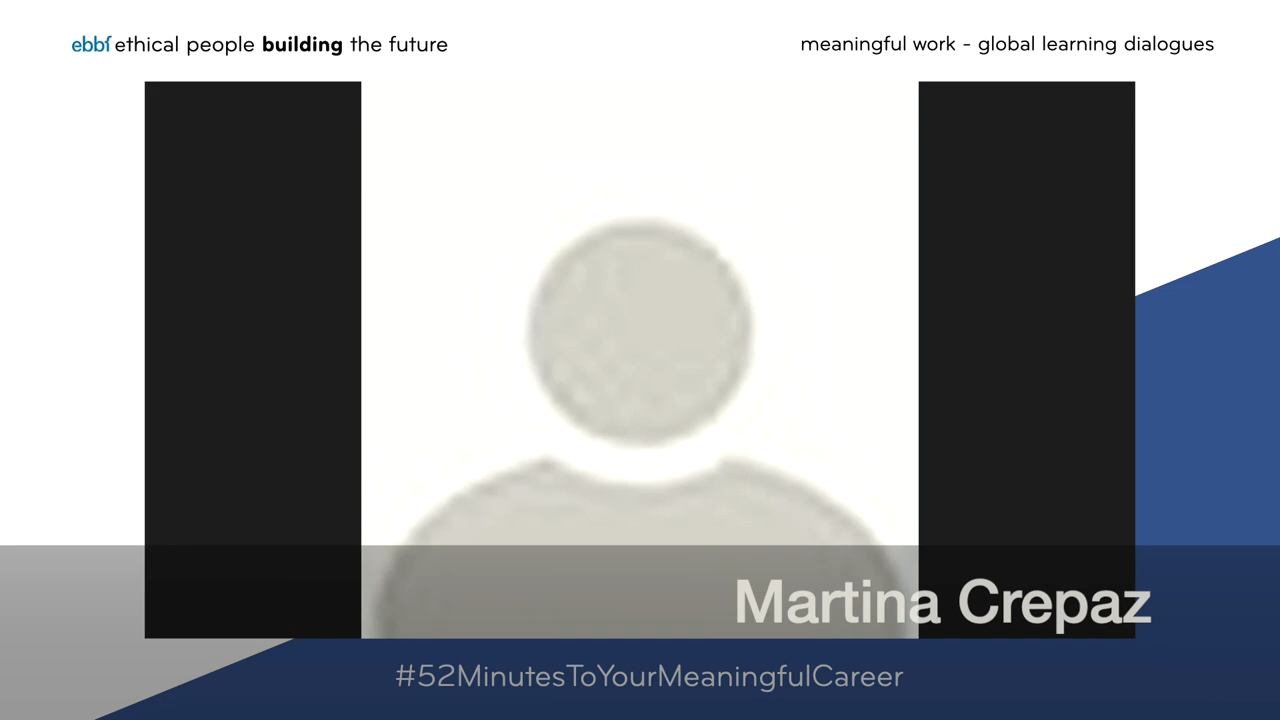 ebbf ethical people building the future
meaningful work - global learning dialogues
Martina Crepaz
#52MinutesToYourMeaningfulCareer